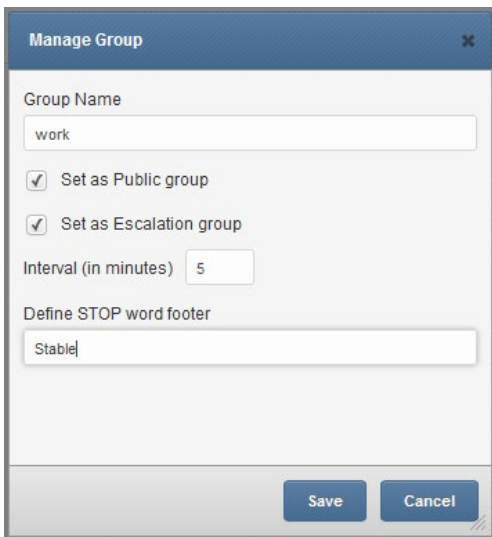 Manage Group
Group Name
work
Set as Public group
Set as Escalation group
Interval (in minutes) 5
Define STOP word footer
Stable
Save Cancel